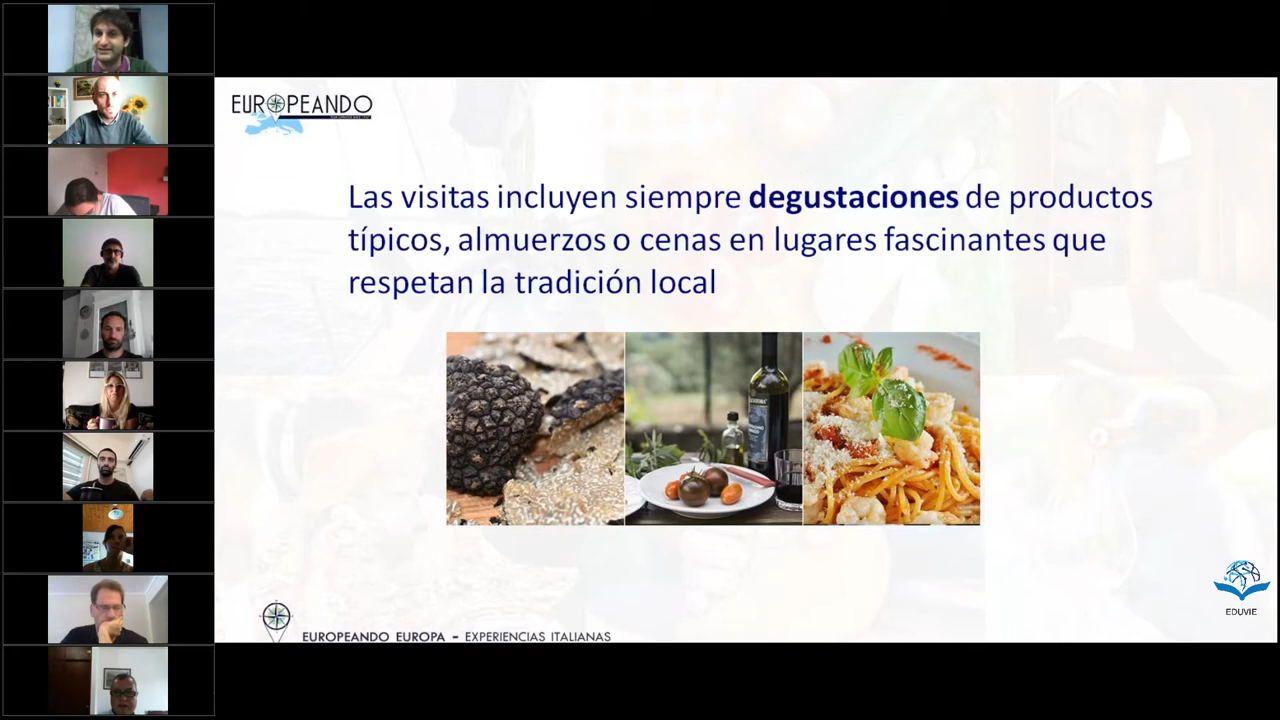 EUROPEANDO
Las visitas incluyen siempre degustaciones de productos
típicos, almuerzos o cenas en lugares fascinantes que
respetan la tradición local
EUROPEANDO EUROPA – EXPERIENCIAS ITALIANAS
EDUVIE